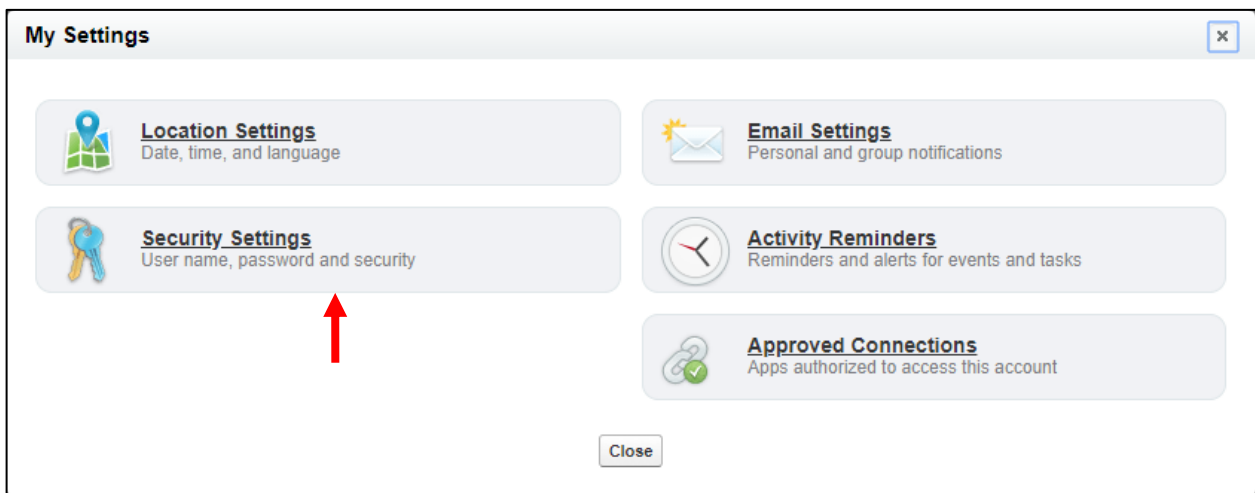 My Settings
Location Settings
Date, time, and language
Email Settings
Personal and group notifications
Security Settings
User name, password and security
Activity Reminders
Reminders and alerts for events and tasks
Approved Connections
Apps authorized to access this account
Close